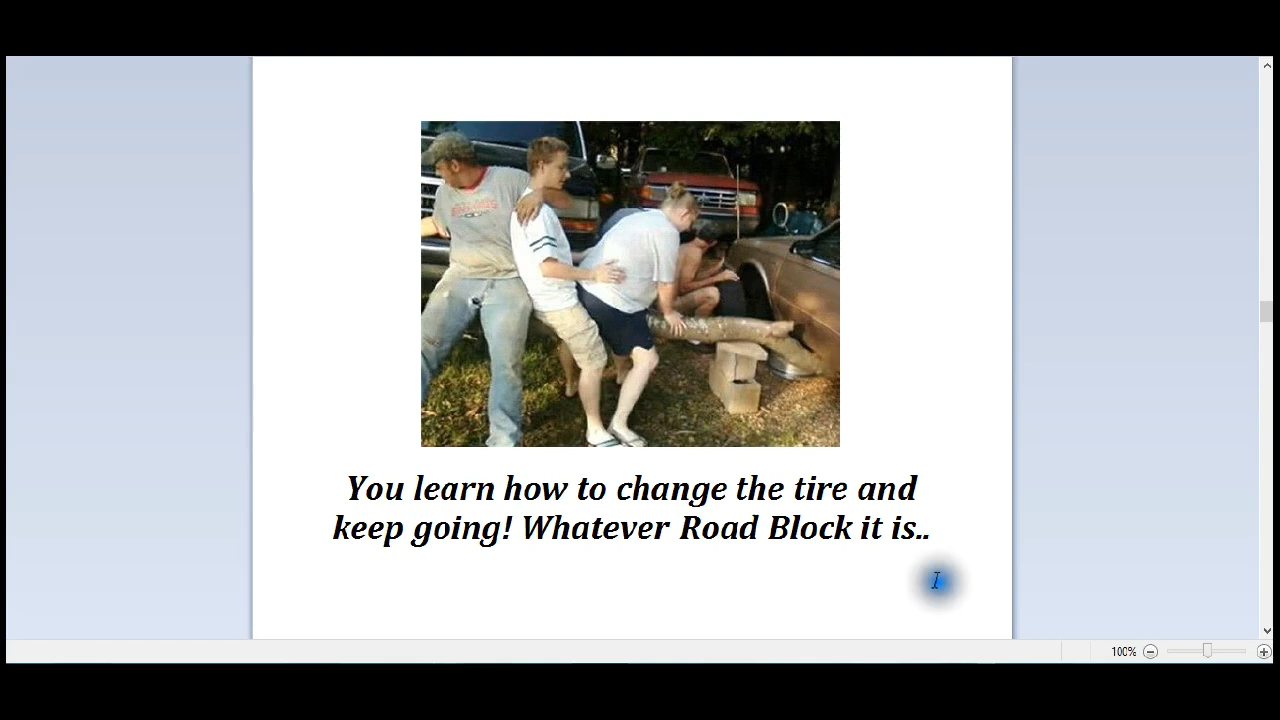 You learn how to change the tire and
keep going! Whatever Road Block it is..
100%